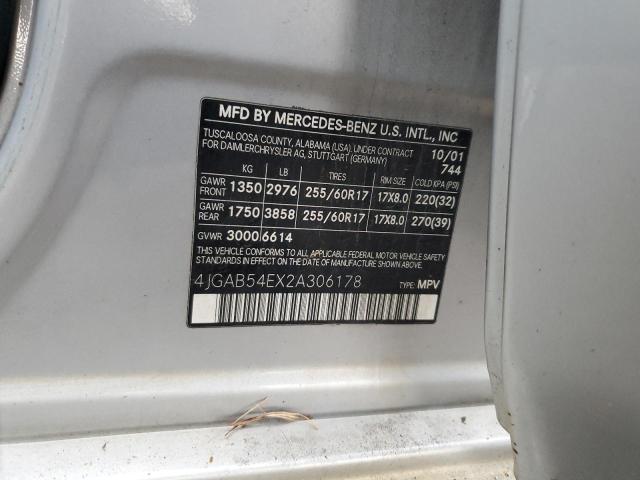 MFD BY MERCEDES-BENZ U.S. INTL., INC
TUSCALOOSA COUNTY, ALABAMA (USA). UNDER CONTRACT 10/01
FOR DAIMLERCHRYSLER AG, STUTTGART (GERMANY) 744
KG LB TIRES RIM SIZE COLD KPA (PSI)
GAWR FRONT 1350 2976 255/60R17 17X8.0 220(32)
GAWR REAR 1750 3858 255/60R17 17X8.0 270(39)
GVWR 3000 6614
THIS VEHICLE CONFORMS TO ALL APPLICABLE FEDERAL MOTOR VEHICLE SAFETY
STANDARDS IN EFFECT ON THE DATE OF MANUFACTURE SHOWN ABOVE.
4JGAB54EX2A306178 TYPE: MPV